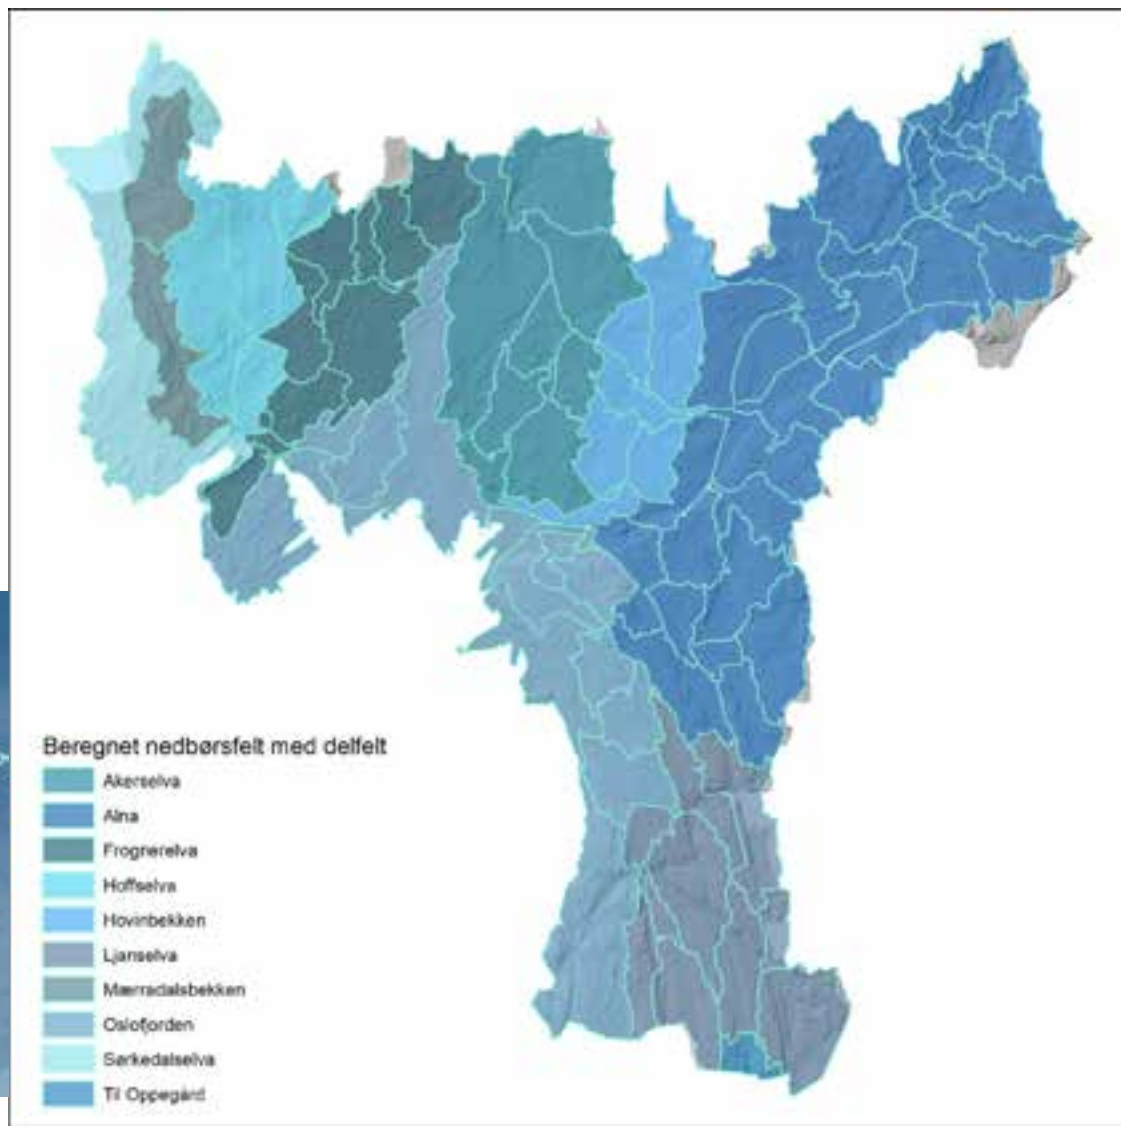 Beregnet nedbørsfelt med delfelt
Akerselva
Alna
Frognerelva
Hoffselva
Hovinbekken
Ljanselva
Mærradalsbekken
Oslofjorden
Sørkedalselva
Til Oppegård